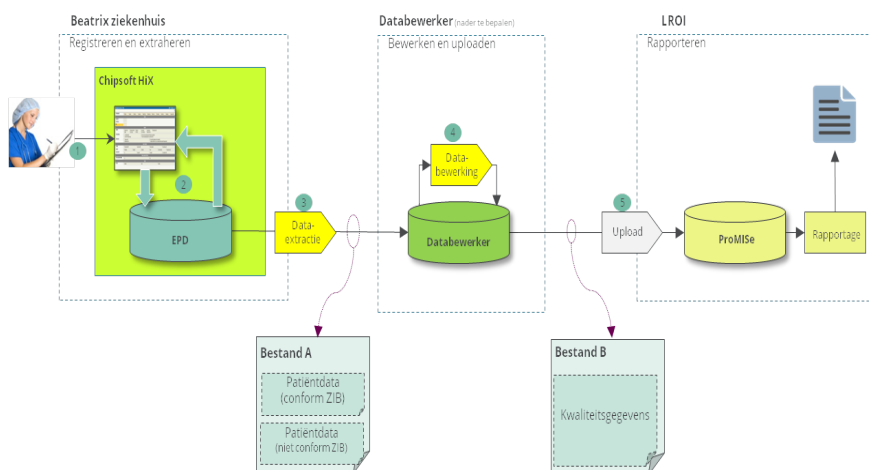 Beatrix ziekenhuis
Registreren en extraheren
Chipsoft HiX
1
2
EPD
3
Data-
extractie
Databewerker (nader te bepalen)
Bewerken en uploaden
4
Data-
bewerking
Databewerker
LROI
Rapporteren
5
Upload
ProMISe
Rapportage
Bestand A
Patiëntdata
(conform ZIB)
Patiëntdata
(niet conform ZIB)
Bestand B
Kwaliteitsgegevens